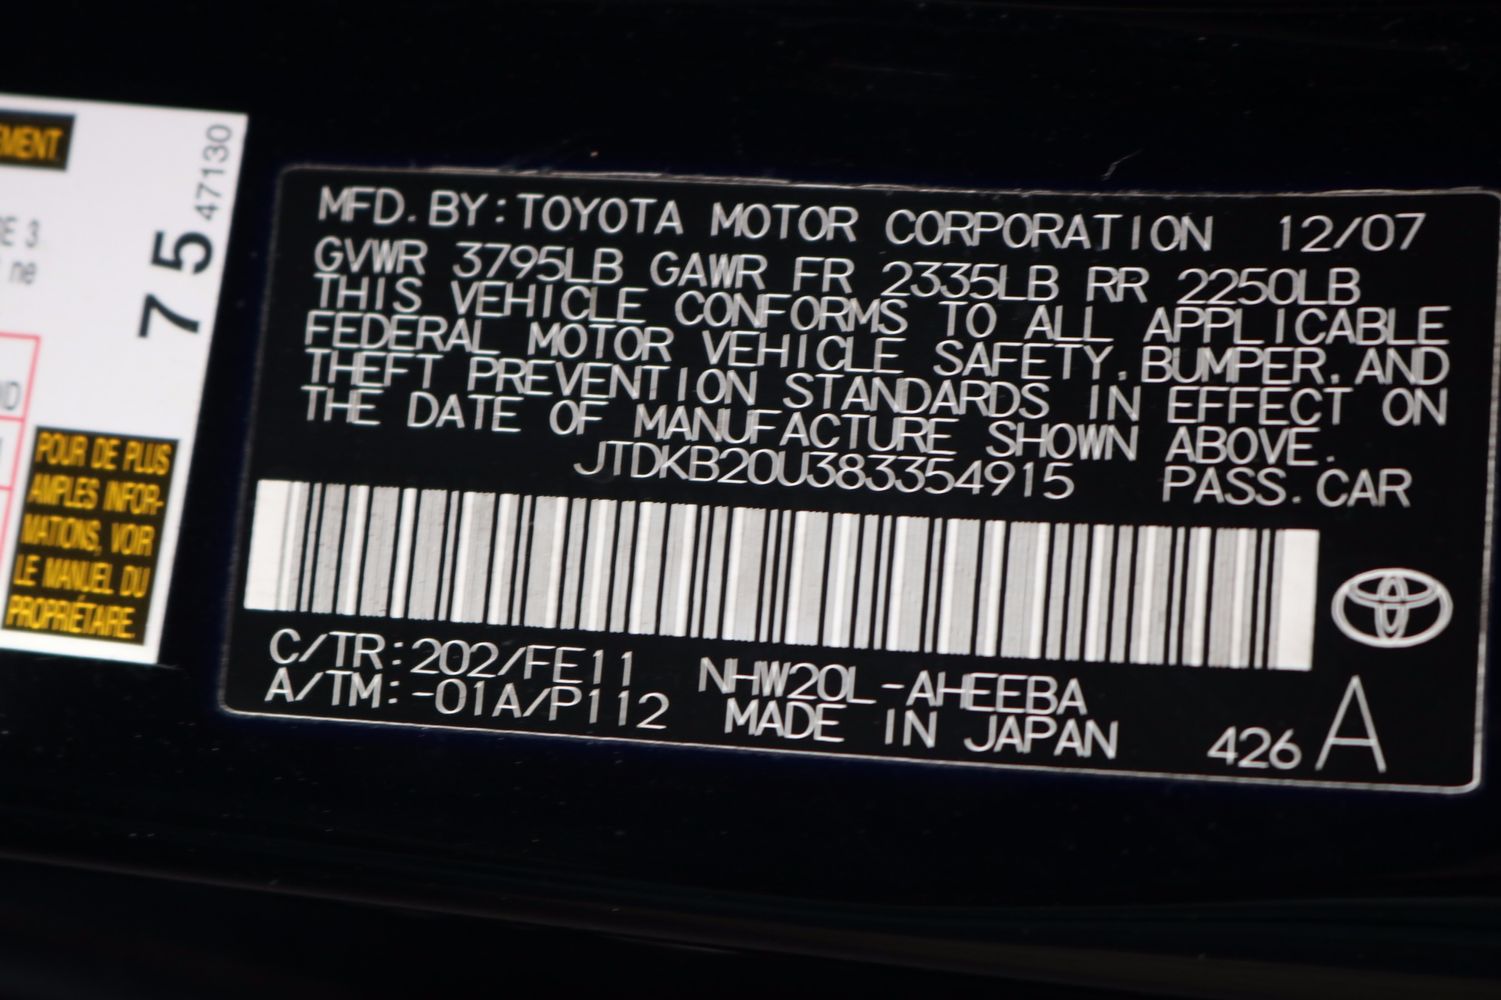 EMENT.
75 47130
POUR DE PLUS
AMPLES INFOR-
MATIONS, VOIR
LE MANUEL DU
PROPRIÉTAIRE.
MFD. BY: TOYOTA MOTOR CORPORATION 12/07
GVWR 3795LB GAWR FR 2335LB RR 2250LB
THIS VEHICLE CONFORMS TO ALL APPLICABLE
FEDERAL MOTOR VEHICLE SAFETY, BUMPER, AND
THEFT PREVENTION STANDARDS IN EFFECT ON
THE DATE OF MANUFACTURE SHOWN ABOVE.
JTDKB20U383354915 PASS. CAR
C/TR: 202/FE11 NHW20L-AHEEBA
A/TM: -01A/P112 MADE IN JAPAN 426 A